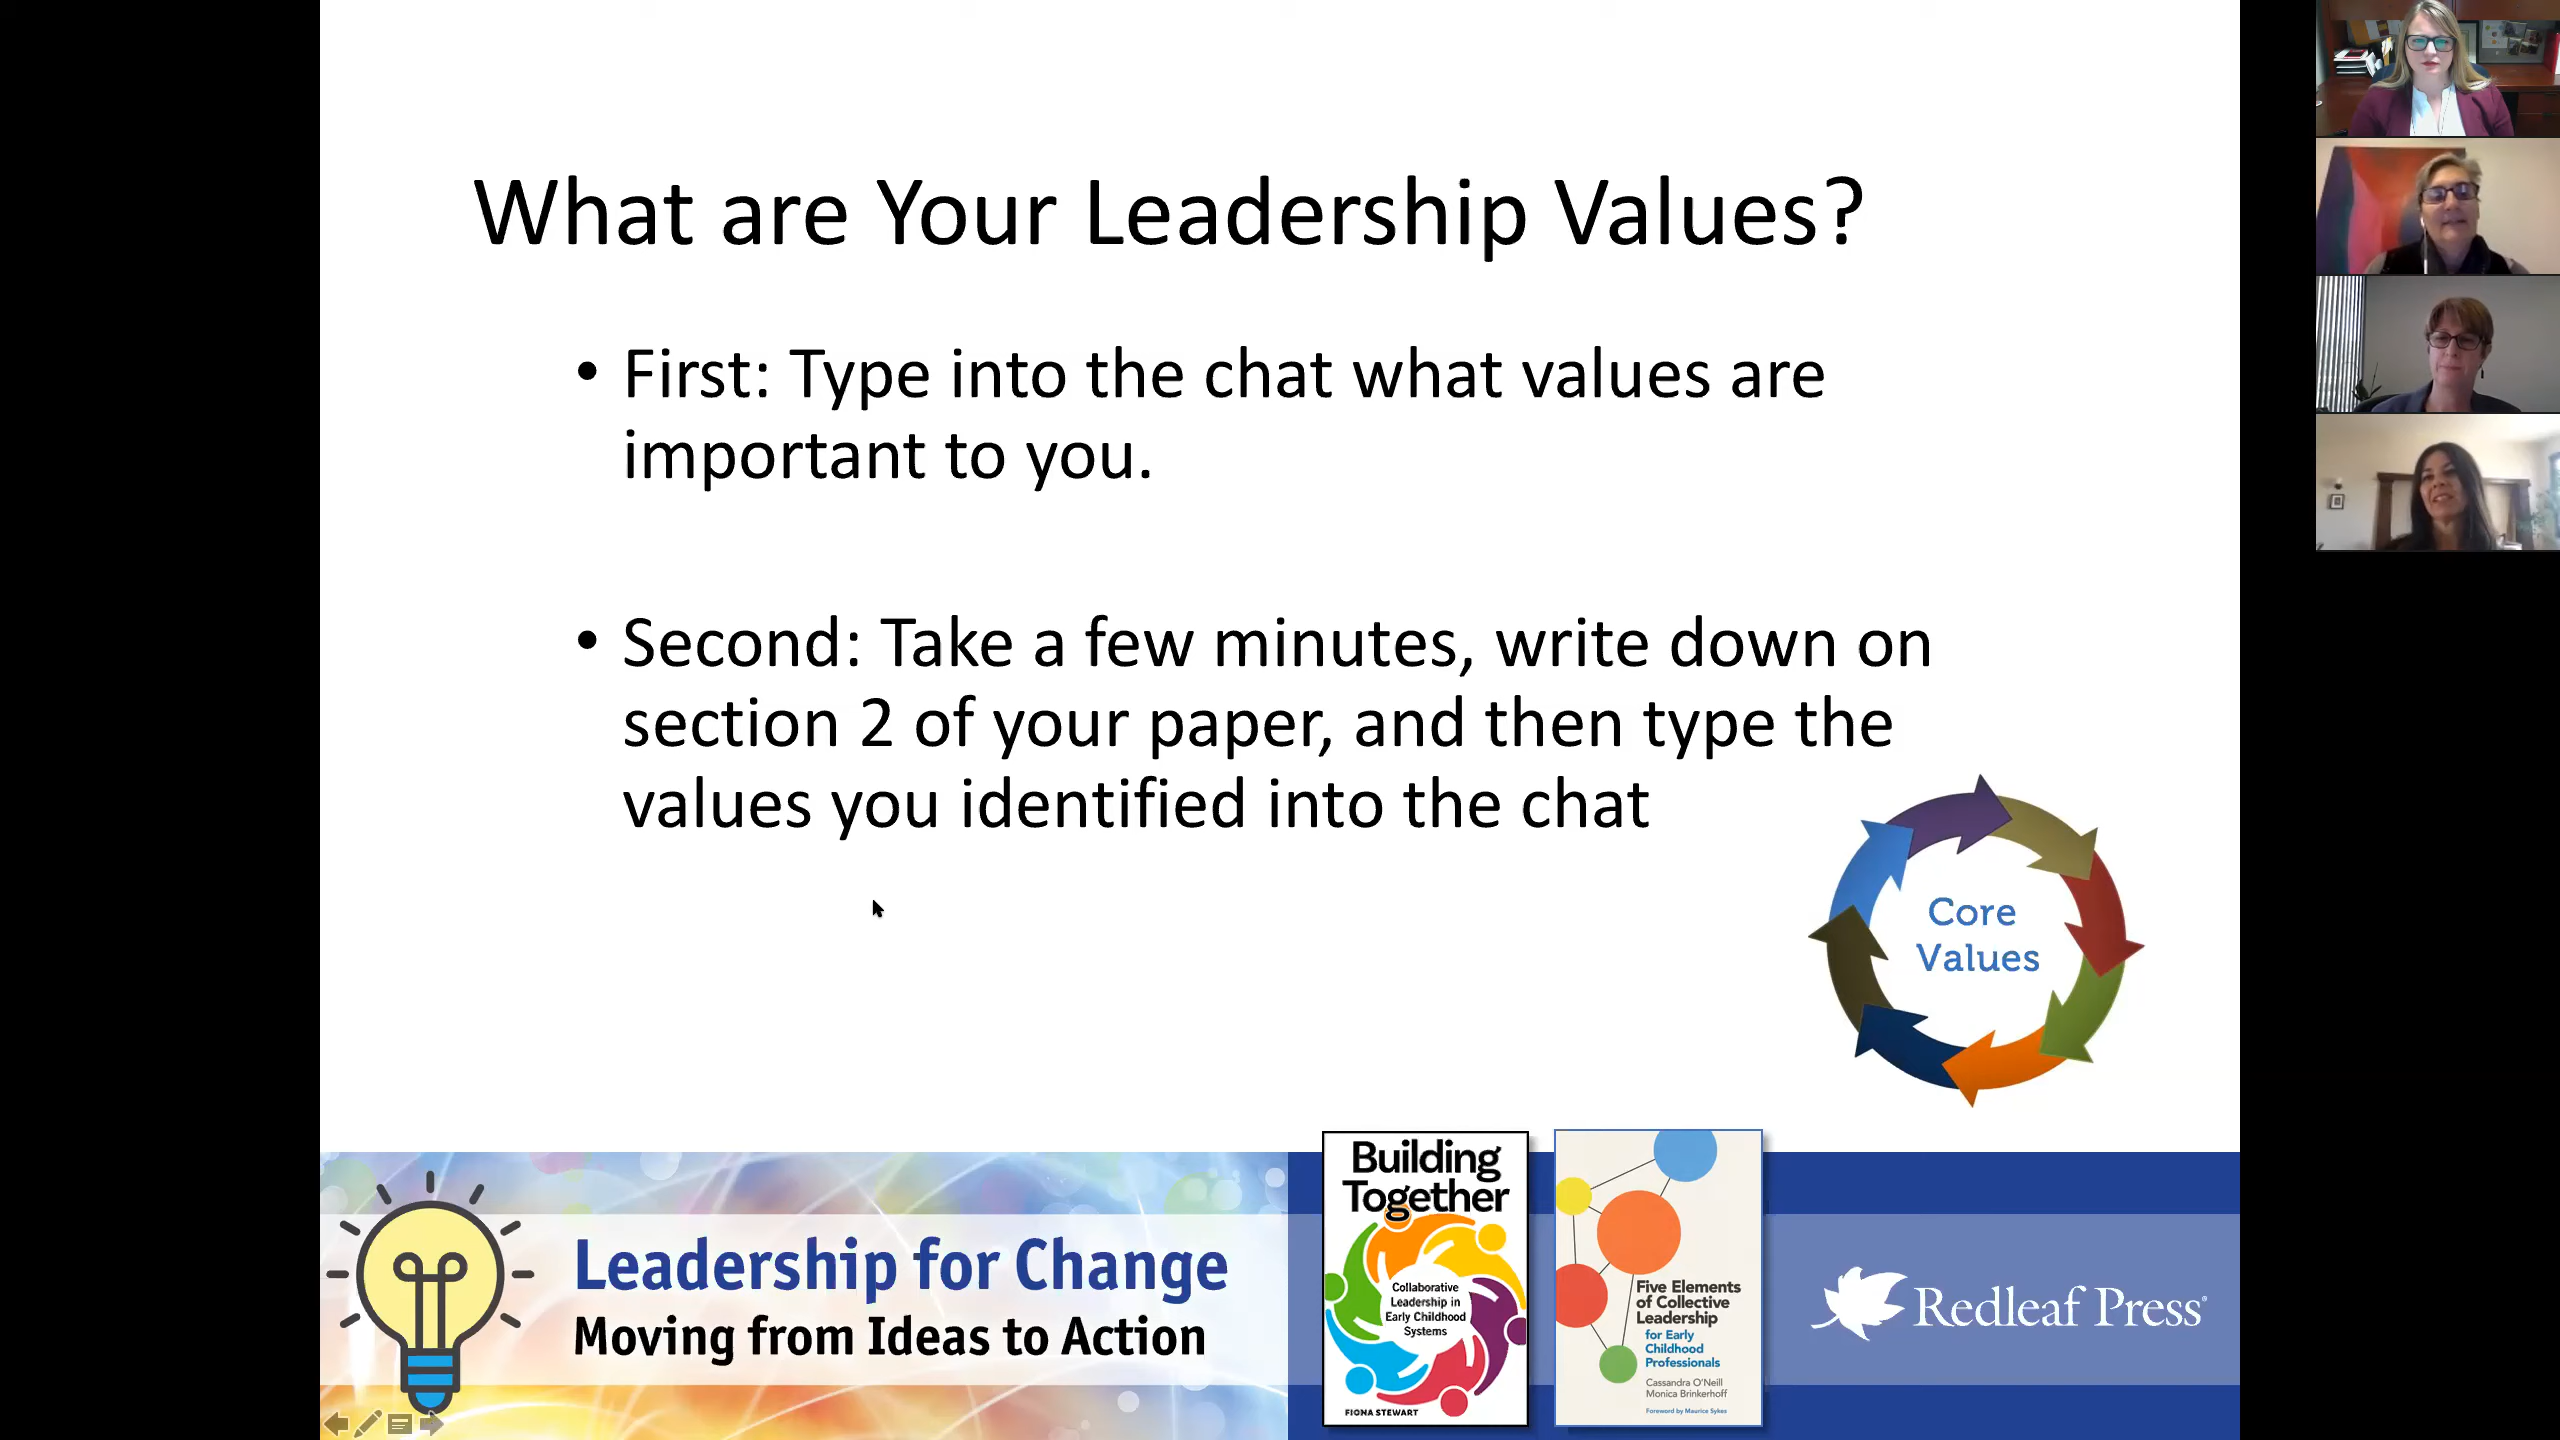 What are Your Leadership Values?
• First: Type into the chat what values are
important to you.
• Second: Take a few minutes, write down on
section 2 of your paper, and then type the
values you identified into the chat
Core
Values
Leadership for Change
Moving from Ideas to Action
Building
Together
Collaborative
Leadership in
Early Childhood
Systems
FIONA STEWART
Five Elements
of Collective
Leadership
for Early
Childhood
Professionals
Cassandra O'Neill
Monica Brinkerhoff
Foreword by Maurice Sykes
Redleaf Press®